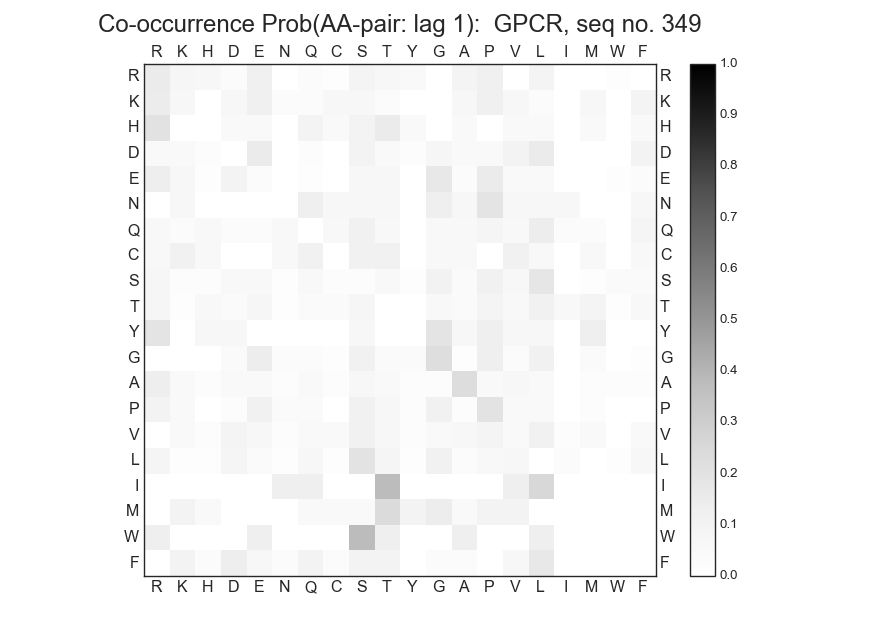 Co-occurrence Prob(AA-pair: lag 1):  GPCR, seq no. 349
R K H D E N Q C S T Y G A P V L I M W F
1.0
R R
0.9
K K
H H
0.8
D D
E E
0.7
N N
0.6
Q Q
C C
0.5
S S
T T
0.4
Y Y
G G
0.3
A A
P P
V V
0.2
L L
I I
0.1
M M
W W
F F
0.0
R K H D E N Q C S T Y G A P V L I M W F